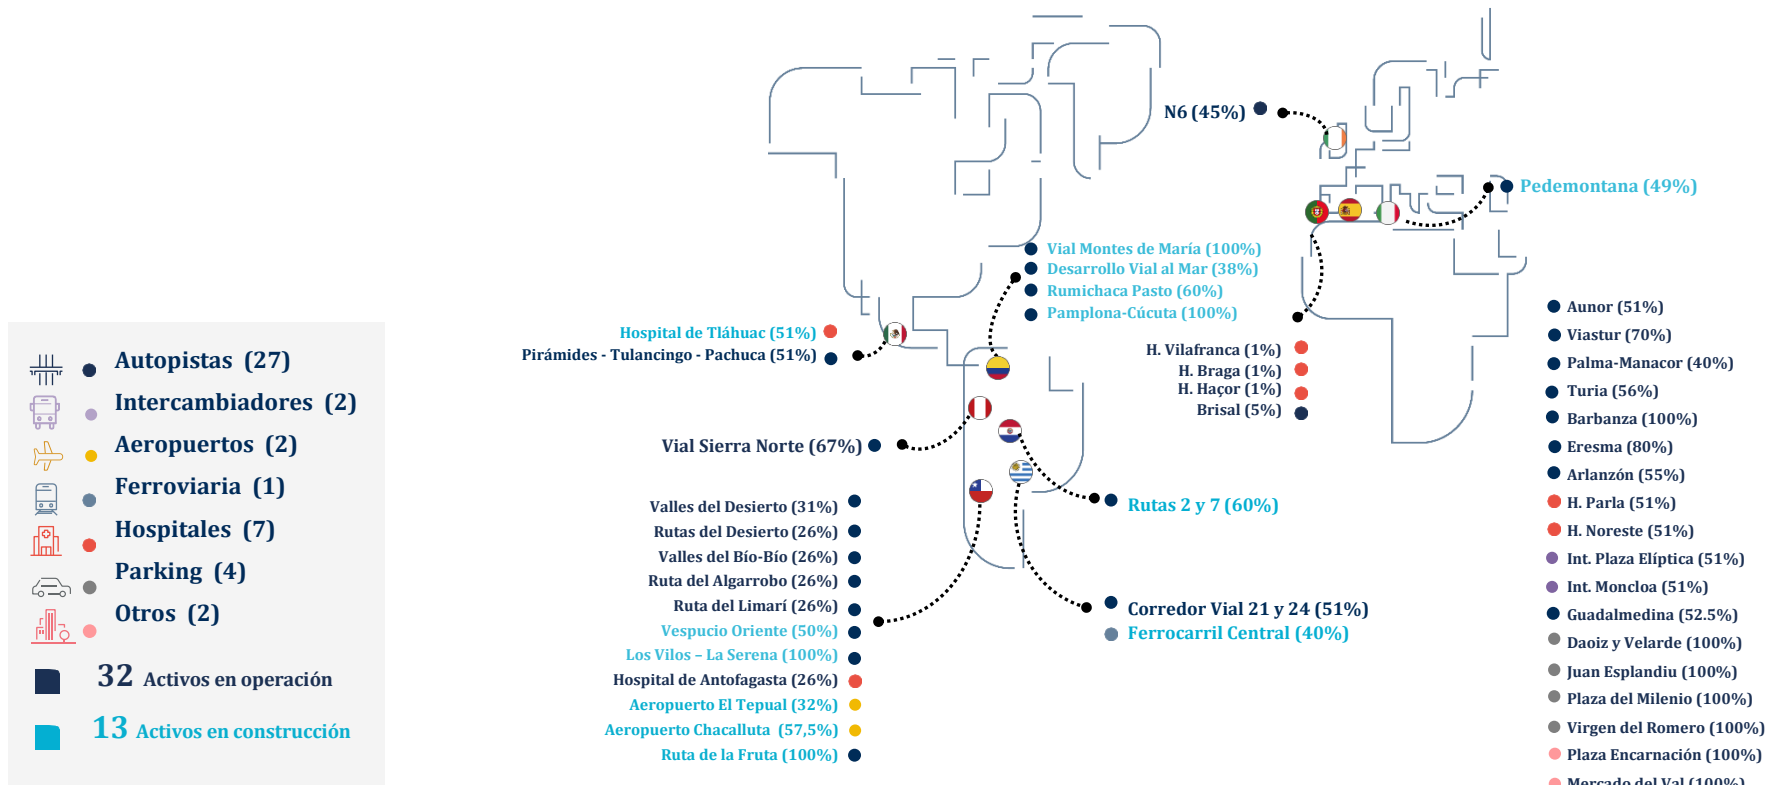 Autopistas (27)
Intercambiadores (2)
Aeropuertos (2)
Ferroviaria (1)
Hospitales (7)
Parking (4)
Otros (2)
32 Activos en operación
13 Activos en construcción
N6 (45%)
Pedemontana (49%)
Vial Montes de María (100%)
Desarrollo Vial al Mar (38%)
Rumichaca Pasto (60%)
Pamplona-Cúcuta (100%)
Hospital de Tláhuac (51%)
Pirámides - Tulancingo - Pachuca (51%)
H. Vilafranca (1%)
H. Braga (1%)
H. Haçor (1%)
Brisal (5%)
Vial Sierra Norte (67%)
Rutas 2 y 7 (60%)
Corredor Vial 21 y 24 (51%)
Ferrocarril Central (40%)
Valles del Desierto (31%)
Rutas del Desierto (26%)
Valles del Bío-Bío (26%)
Ruta del Algarrobo (26%)
Ruta del Limarí (26%)
Vespucio Oriente (50%)
Los Vilos – La Serena (100%)
Hospital de Antofagasta (26%)
Aeropuerto El Tepual (32%)
Aeropuerto Chacalluta (57,5%)
Ruta de la Fruta (100%)
Aunor (51%)
Viastur (70%)
Palma-Manacor (40%)
Turia (56%)
Barbanza (100%)
Eresma (80%)
Arlanzón (55%)
H. Parla (51%)
H. Noreste (51%)
Int. Plaza Elíptica (51%)
Int. Moncloa (51%)
Guadalmedina (52.5%)
Daoiz y Velarde (100%)
Juan Esplandiu (100%)
Plaza del Milenio (100%)
Virgen del Romero (100%)
Plaza Encarnación (100%)
Mercado del Val (100%)